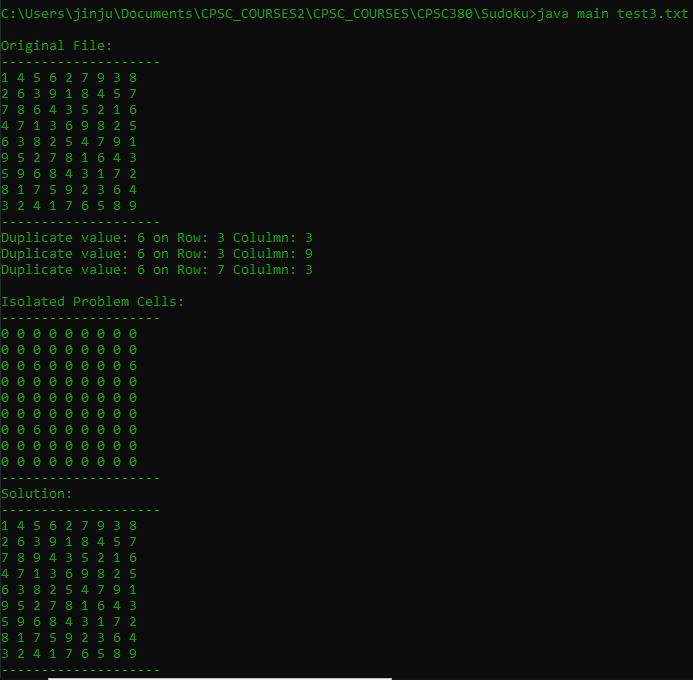 C:\Users\jinju\Documents\CPSC_COURSES2\CPSC_COURSES\CPSC380\Sudoku>java main test3.txt
Original File:
--------------------
1 4 5 6 2 7 9 3 8
2 6 3 9 1 8 4 5 7
7 8 6 4 3 5 2 1 6
4 7 1 3 6 9 8 2 5
6 3 8 2 5 4 7 9 1
9 5 2 7 8 1 6 4 3
5 9 6 8 4 3 1 7 2
8 1 7 5 9 2 3 6 4
3 2 4 1 7 6 5 8 9
--------------------
Duplicate value: 6 on Row: 3 Colulmn: 3
Duplicate value: 6 on Row: 3 Colulmn: 9
Duplicate value: 6 on Row: 7 Colulmn: 3
Isolated Problem Cells:
--------------------
0 0 0 0 0 0 0 0 0
0 0 0 0 0 0 0 0 0
0 0 6 0 0 0 0 0 6
0 0 0 0 0 0 0 0 0
0 0 0 0 0 0 0 0 0
0 0 0 0 0 0 0 0 0
0 0 6 0 0 0 0 0 0
0 0 0 0 0 0 0 0 0
0 0 0 0 0 0 0 0 0
--------------------
Solution:
--------------------
1 4 5 6 2 7 9 3 8
2 6 3 9 1 8 4 5 7
7 8 9 4 3 5 2 1 6
4 7 1 3 6 9 8 2 5
6 3 8 2 5 4 7 9 1
9 5 2 7 8 1 6 4 3
5 9 6 8 4 3 1 7 2
8 1 7 5 9 2 3 6 4
3 2 4 1 7 6 5 8 9
--------------------